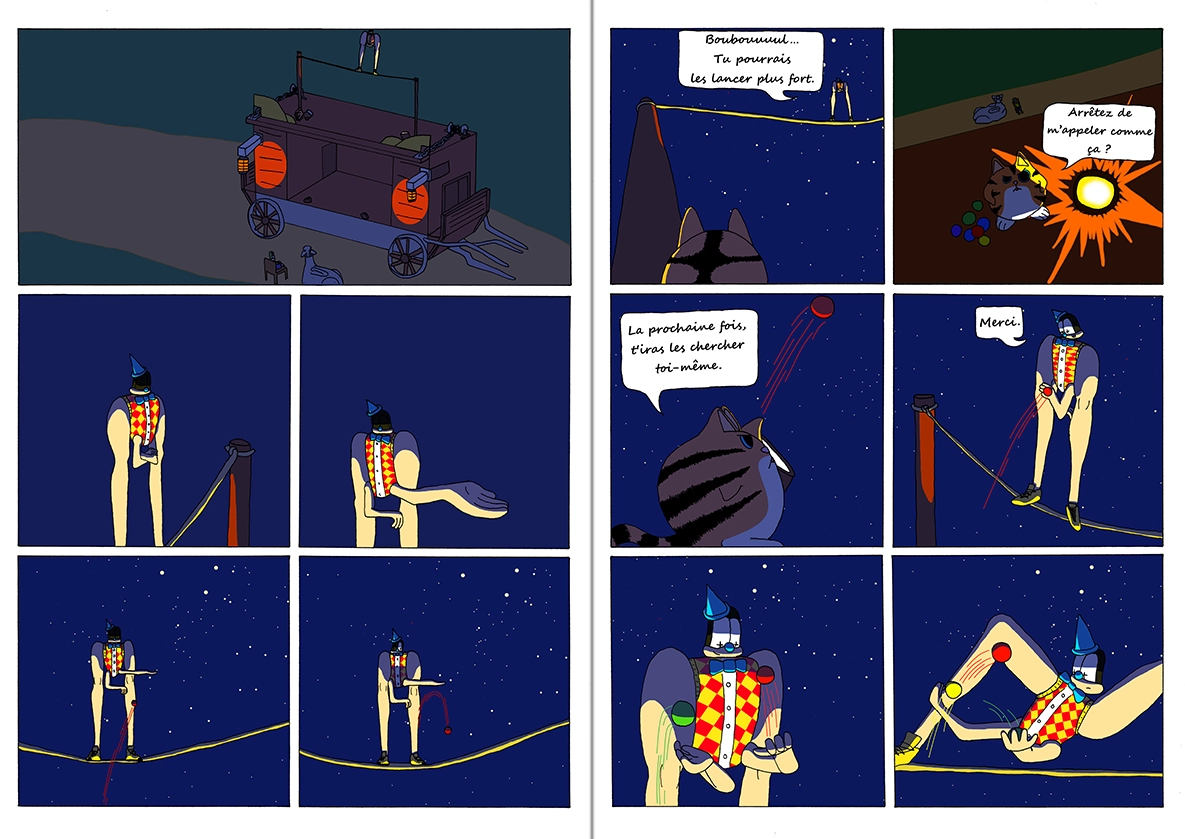 Boubouuuul...
Tu pourrais
les lancer plus fort.
Arrêtez de
m'appeler comme
ça ?
La prochaine fois,
t'iras les chercher
toi-même.
Merci.